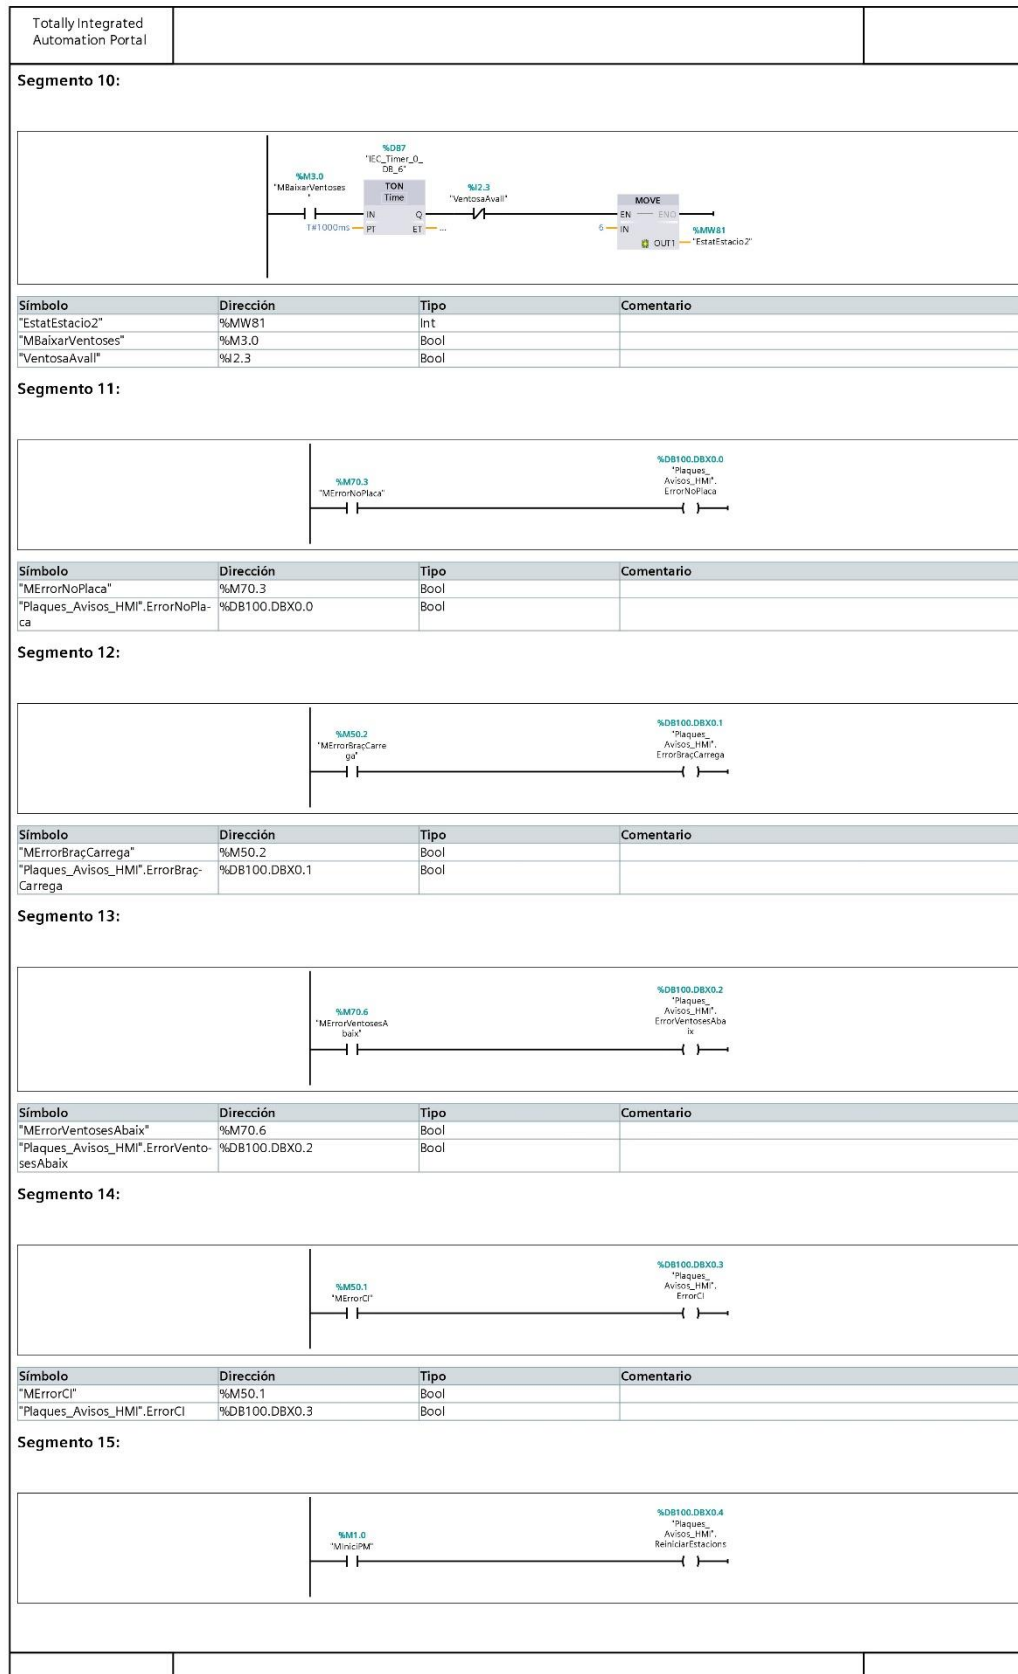 Totally Integrated
Automation Portal
Segmento 10:
%DB7
"IEC_Timer_0_
DB_6"
%M3.0
"MBaixarVentoses
"
TON
Time
IN
Q
T#1000ms
PT
ET
...
%I2.3
"VentosaAvall"
MOVE
EN
ENO
6
IN
OUT1
%MW81
"EstatEstacio2"
Símbolo Dirección Tipo Comentario
"EstatEstacio2" %MW81 Int
"MBaixarVentoses" %M3.0 Bool
"VentosaAvall" %I2.3 Bool
Segmento 11:
%M70.3
"MErrorNoPlaca"
%DB100.DBX0.0
"Plaques_
Avisos_HMI".
ErrorNoPlaca
Símbolo Dirección Tipo Comentario
"MErrorNoPlaca" %M70.3 Bool
"Plaques_Avisos_HMI".ErrorNoPla- %DB100.DBX0.0 Bool
ca
Segmento 12:
%M50.2
"MErrorBraçCarre
ga"
%DB100.DBX0.1
"Plaques_
Avisos_HMI".
ErrorBraçCarrega
Símbolo Dirección Tipo Comentario
"MErrorBraçCarrega" %M50.2 Bool
"Plaques_Avisos_HMI".ErrorBraç- %DB100.DBX0.1 Bool
Carrega
Segmento 13:
%M70.6
"MErrorVentosesA
baix"
%DB100.DBX0.2
"Plaques_
Avisos_HMI".
ErrorVentosesAba
ix
Símbolo Dirección Tipo Comentario
"MErrorVentosesAbaix" %M70.6 Bool
"Plaques_Avisos_HMI".ErrorVento- %DB100.DBX0.2 Bool
sesAbaix
Segmento 14:
%M50.1
"MErrorCI"
%DB100.DBX0.3
"Plaques_
Avisos_HMI".
ErrorCI
Símbolo Dirección Tipo Comentario
"MErrorCI" %M50.1 Bool
"Plaques_Avisos_HMI".ErrorCI %DB100.DBX0.3 Bool
Segmento 15:
%M1.0
"MIniciPM"
%DB100.DBX0.4
"Plaques_
Avisos_HMI".
ReiniciarEstacions